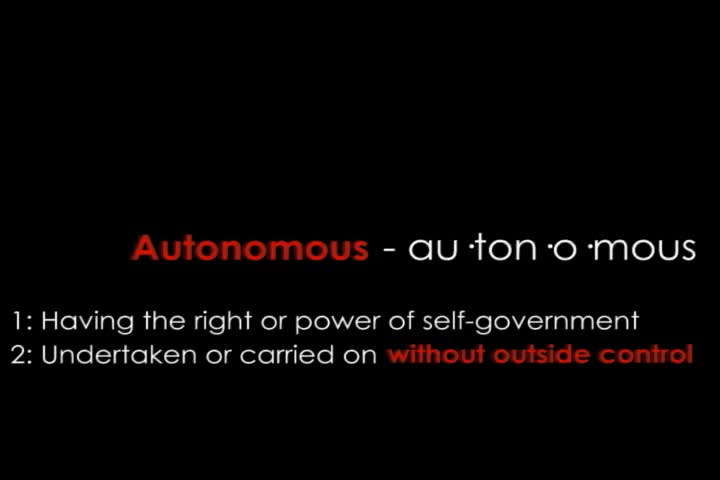 Autonomous - au·ton·o·mous
1: Having the right or power of self-government
2: Undertaken or carried on without outside control